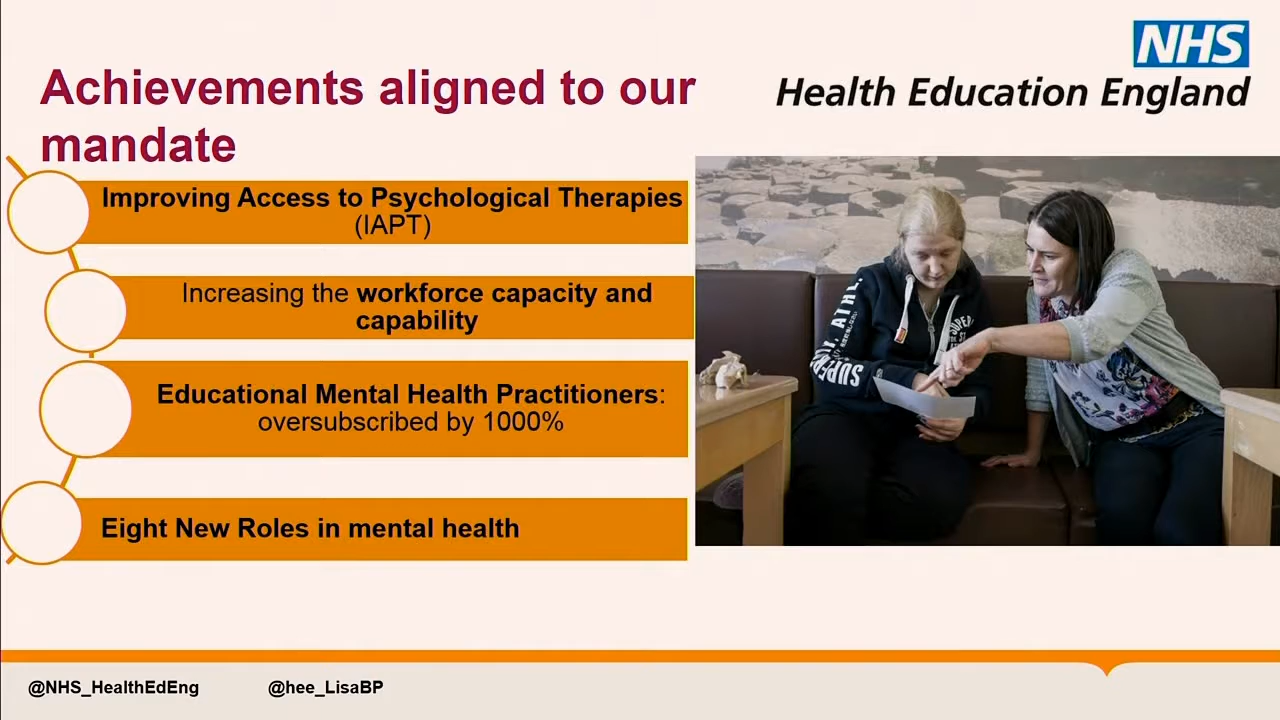 NHS
Health Education England
Achievements aligned to our
mandate
Improving Access to Psychological Therapies
(IAPT)
Increasing the workforce capacity and
capability
Educational Mental Health Practitioners:
oversubscribed by 1000%
Eight New Roles in mental health
@NHS_HealthEdEng
@hee_LisaBP